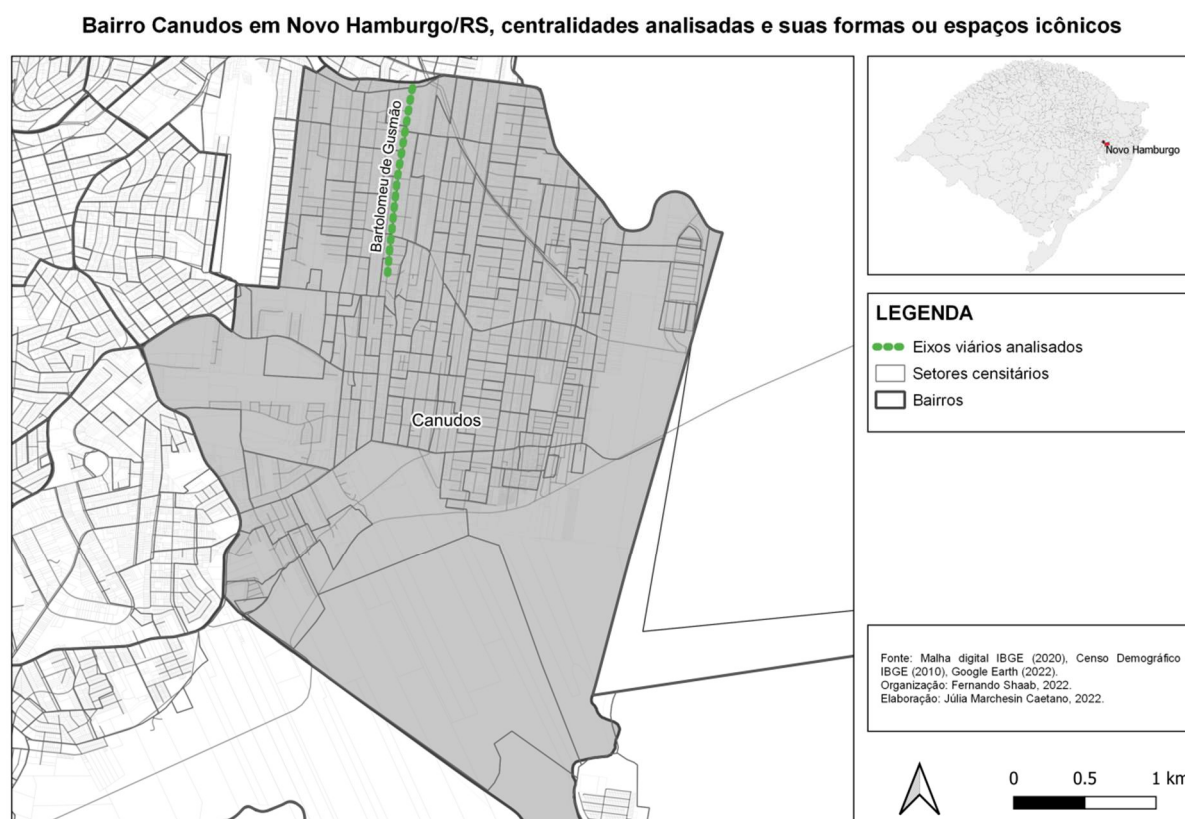 Bairro Canudos em Novo Hamburgo/RS, centralidades analisadas e suas formas ou espaços icônicos
Bartolomeu de Gusmão
Canudos
Novo Hamburgo
LEGENDA
Eixos viários analisados
Setores censitários
Bairros
Fonte: Malha digital IBGE (2020), Censo Demográfico
IBGE (2010), Google Earth (2022).
Organização: Fernando Shaab, 2022.
Elaboração: Júlia Marchesin Caetano, 2022.
0 0.5 1 km